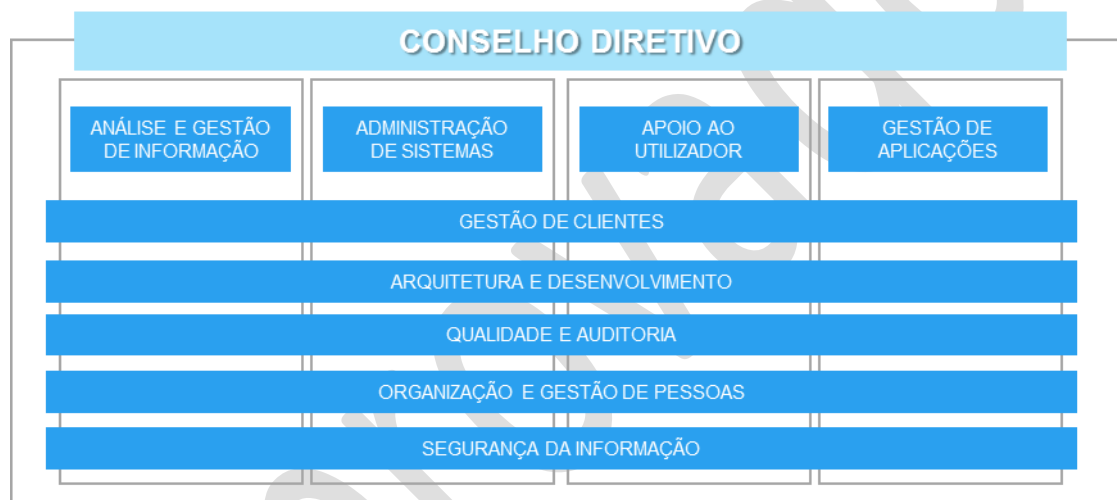 CONSELHO DIRETIVO
ANÁLISE E GESTÃO
DE INFORMAÇÃO
ADMINISTRAÇÃO
DE SISTEMAS
APOIO AO
UTILIZADOR
GESTÃO DE
APLICAÇÕES
GESTÃO DE CLIENTES
ARQUITETURA E DESENVOLVIMENTO
QUALIDADE E AUDITORIA
ORGANIZAÇÃO E GESTÃO DE PESSOAS
SEGURANÇA DA INFORMAÇÃO